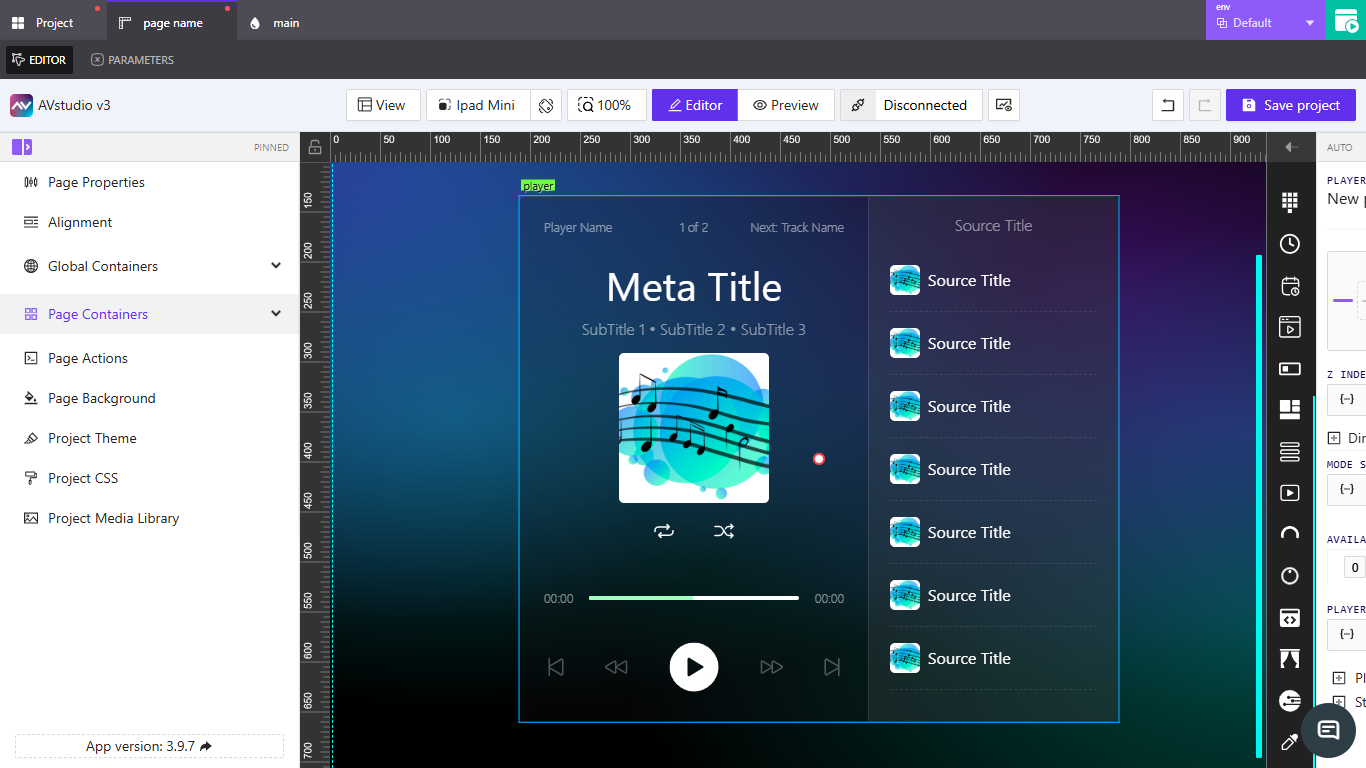 Project
page name
main
env
Default
EDITOR
PARAMETERS
AVstudio v3
View
Ipad Mini
100%
Editor
Preview
Disconnected
Save project
PINNED
Page Properties
Alignment
Global Containers
Page Containers
Page Actions
Page Background
Project Theme
Project CSS
Project Media Library
App version: 3.9.7
0 50 100 150 200 250 300 350 400 450 500 550 600 650 700 750 800 850 900
150
200
250
300
350
400
450
500
550
600
650
700
player
Player Name
1 of 2
Next: Track Name
Meta Title
SubTitle 1 • SubTitle 2 • SubTitle 3
00:00
00:00
Source Title
Source Title
Source Title
Source Title
Source Title
Source Title
Source Title
Source Title
AUTO
PLAYER
New p
Z INDE
{-}
Dir
MODE S
{-}
AVAILA
0
PLAYER
{-}
Pl
St